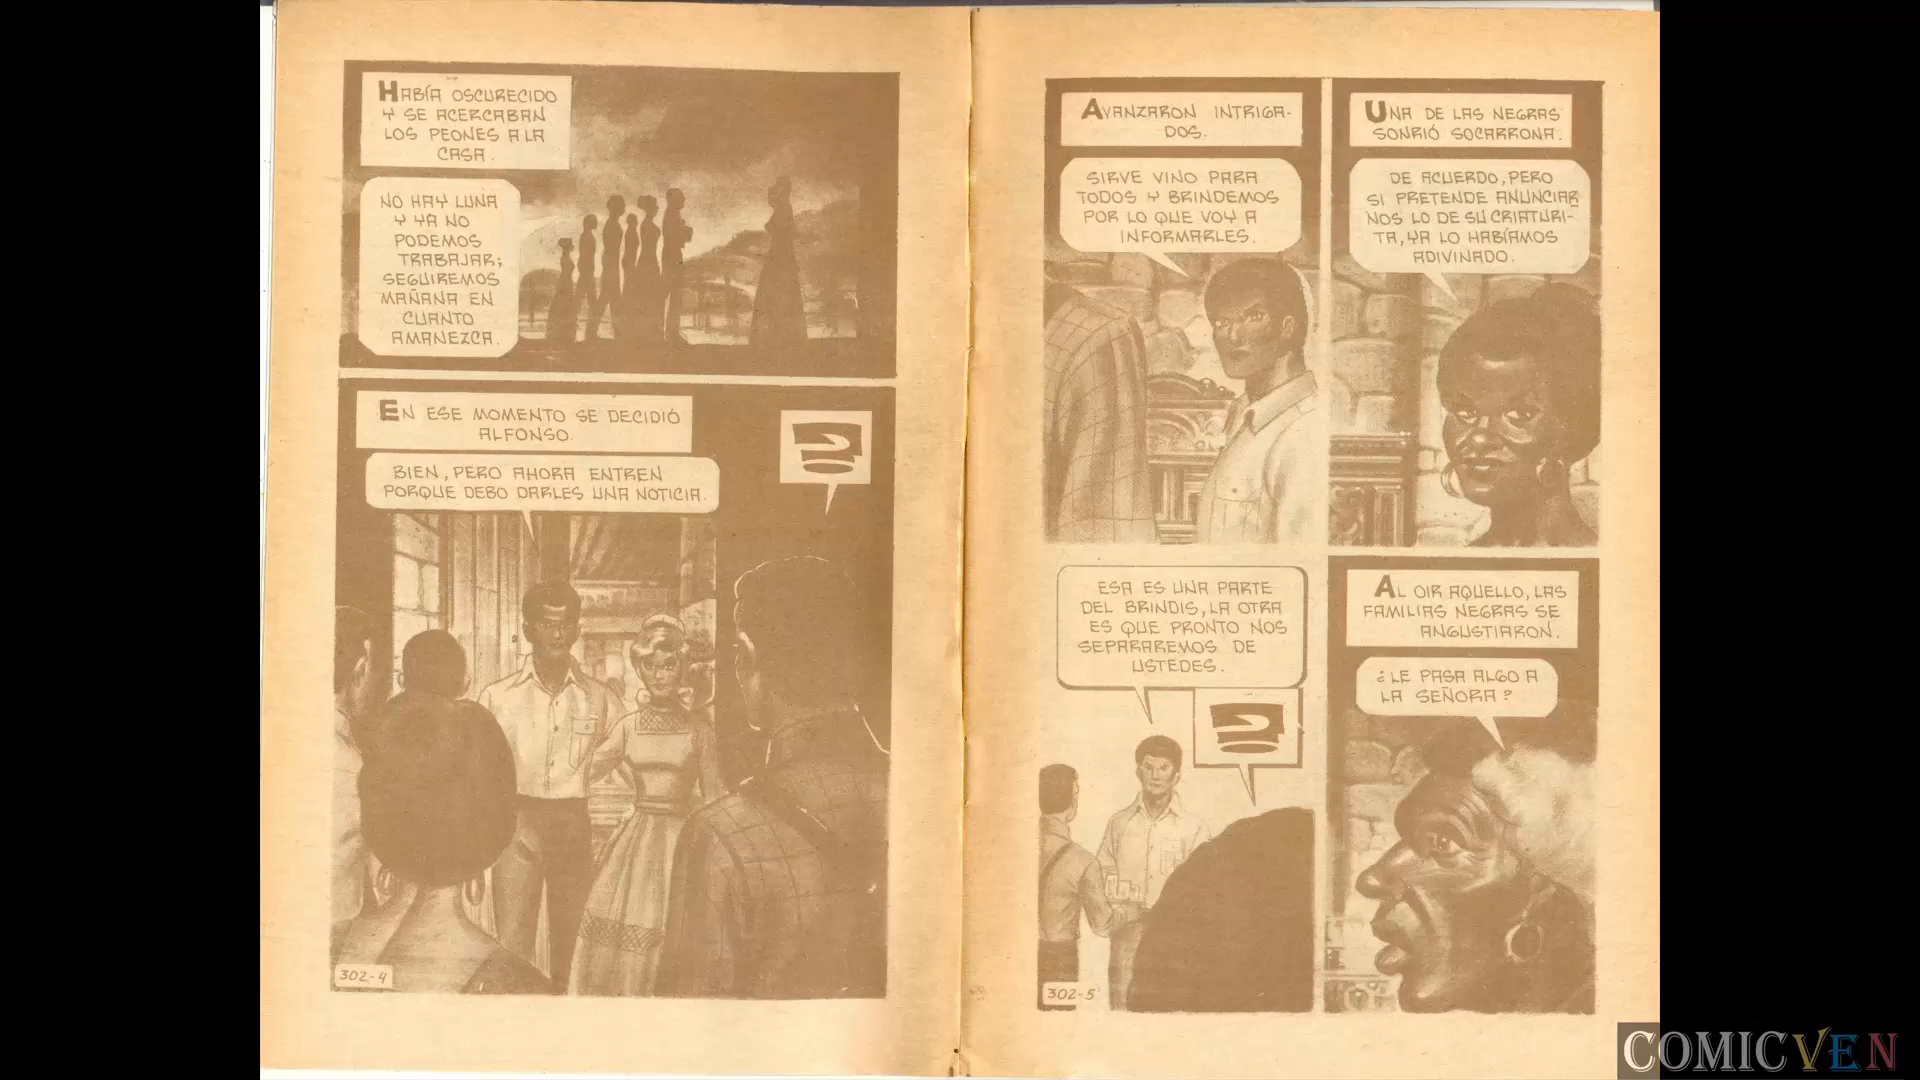 HABÍA OSCURECIDO
Y SE ACERCABAN
LOS PEONES A LA
CASA.
NO HAY LUNA
Y YA NO
PODEMOS
TRABAJAR;
SEGUIREMOS
MAÑANA EN
CUANTO
AMANEZCA.
EN ESE MOMENTO SE DECIDIÓ
ALFONSO.
BIEN, PERO AHORA ENTREN
PORQUE DEBO DARLES UNA NOTICIA.
?
302-4
AVANZARON INTRIGA-
DOS.
SIRVE VINO PARA
TODOS Y BRINDEMOS
POR LO QUE VOY A
INFORMARLES.
UNA DE LAS NEGRAS
SONRIÓ SOCARRONA.
DE ACUERDO, PERO
SI PRETENDE ANUNCIAR
NOS LO DE SU CRIATURI-
TA, YA LO HABÍAMOS
ADIVINADO.
ESA ES UNA PARTE
DEL BRINDIS, LA OTRA
ES QUE PRONTO NOS
SEPARAREMOS DE
USTEDES.
?
302-5
AL OIR AQUELLO, LAS
FAMILIAS NEGRAS SE
ANGUSTIARON.
¿LE PASA ALGO A
LA SEÑORA?
COMICVEN